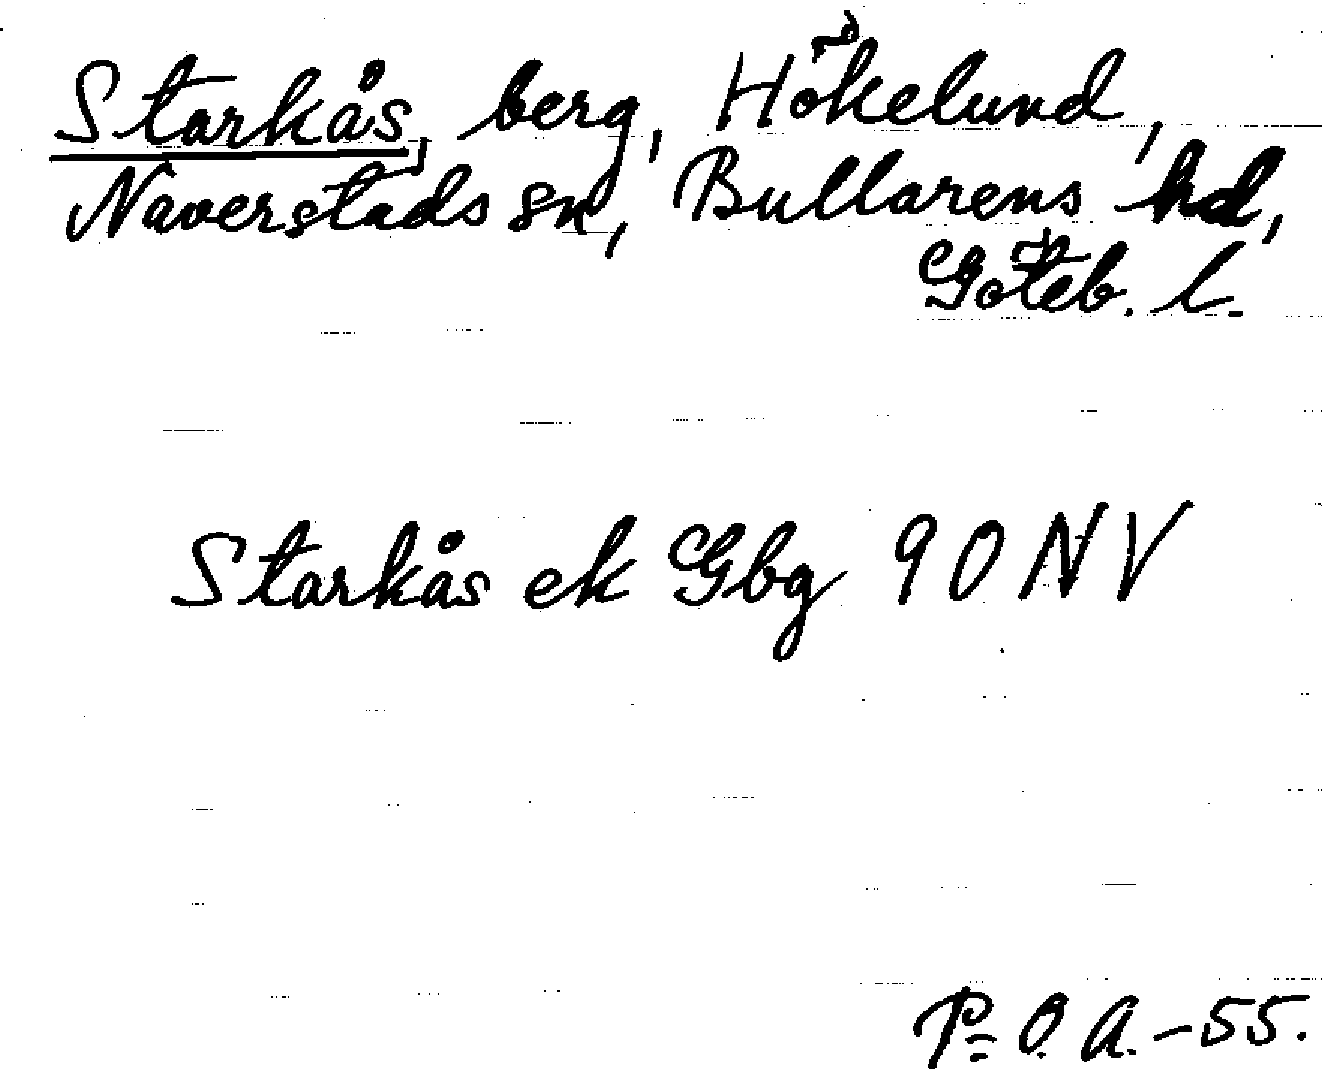 Starkås, berg, Hökelund,
Naverstads sn, Bullarens hd,
Göteb. l.
Starkås ek Gbg 90 NV
P=O.A.-55.